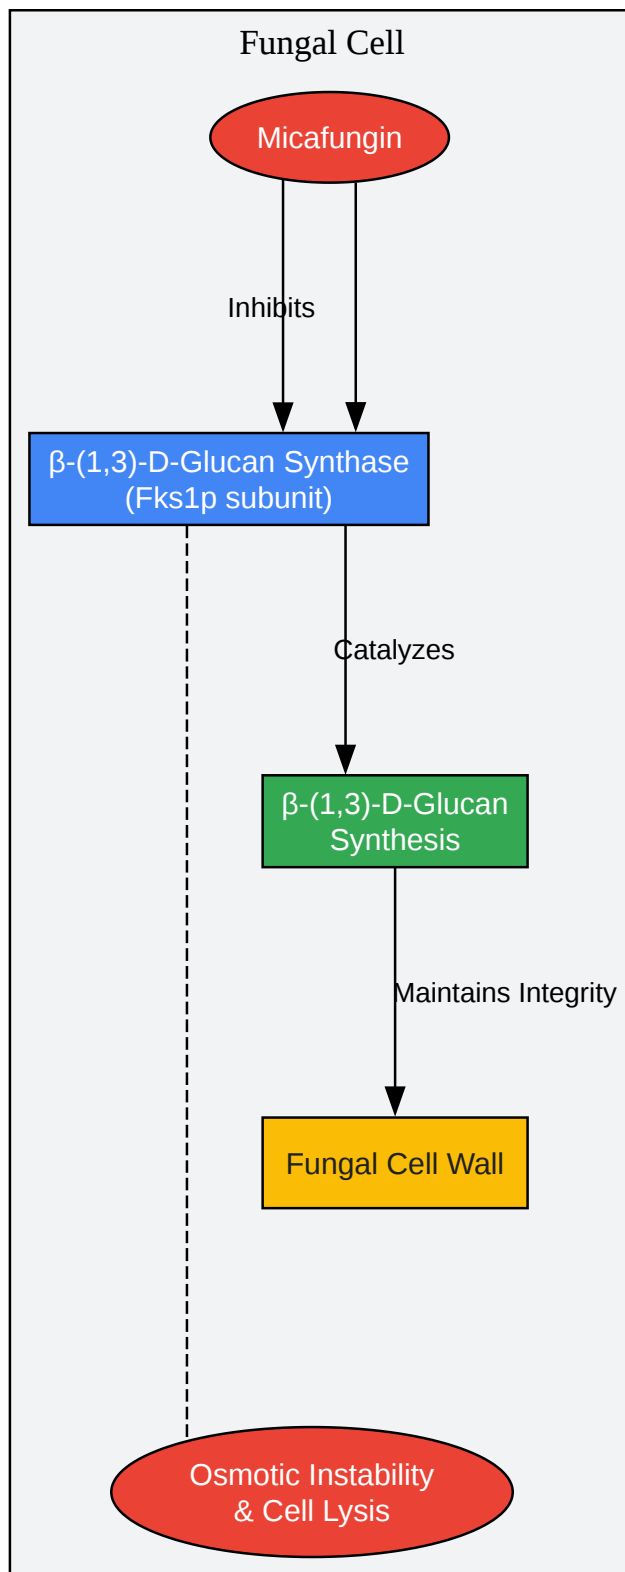 Fungal Cell
Micafungin
Inhibits
β-(1,3)-D-Glucan Synthase
(Fks1p subunit)
Catalyzes
β-(1,3)-D-Glucan
Synthesis
Maintains Integrity
Fungal Cell Wall
Osmotic Instability
& Cell Lysis